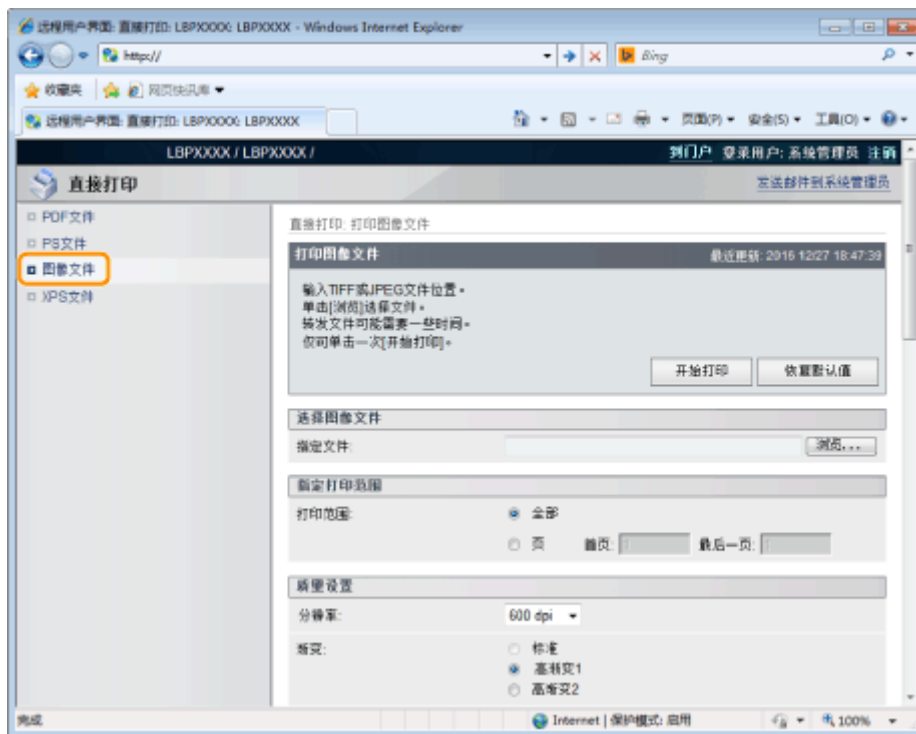 远程用户界面: 直接打印: LBPXXXX: LBPXXXX - Windows Internet Explorer
http://
Bing
收藏夹 网页快讯库
远程用户界面: 直接打印: LBPXXXX: LBPXXXX
页面(P) 安全(S) 工具(O)
LBPXXXX / LBPXXXX /
到门户 登录用户: 系统管理员 注销
直接打印
发送邮件到系统管理员
PDF文件
PS文件
图像文件
XPS文件
直接打印: 打印图像文件
打印图像文件
最近更新: 2016 12/27 18:47:39
输入TIFF或JPEG文件位置。
单击[浏览]选择文件。
转发文件可能需要一些时间。
仅可单击一次[开始打印]。
开始打印 恢复默认值
选择图像文件
指定文件: 浏览...
指定打印范围
打印范围: 全部
页 首页: 最后一页:
质量设置
分辨率: 600 dpi
渐变: 标准
高渐变1
高渐变2
完成
Internet | 保护模式: 启用
100%